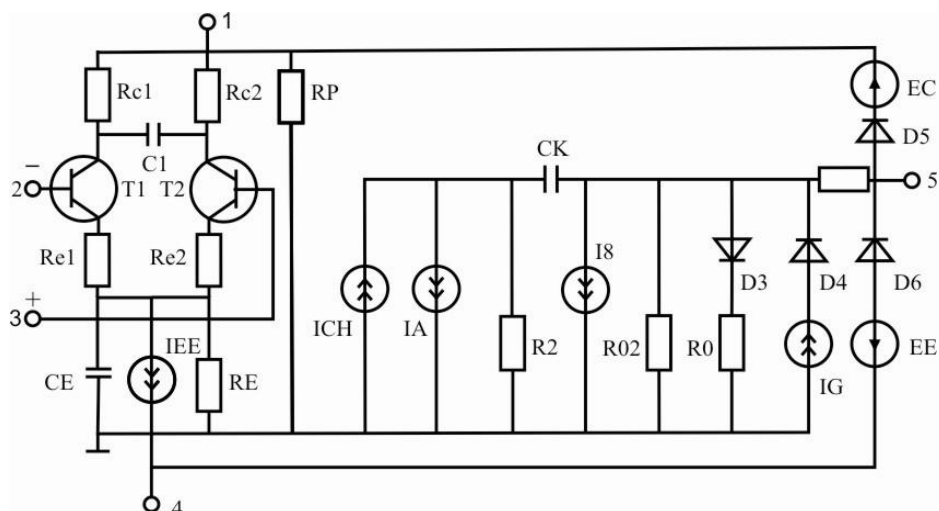 1
Rc1
Rc2
RP
EC
D5
C1
CK
−
2
T1
T2
5
Re1
Re2
I8
D3
D4
D6
+
3
ICH
IA
IEE
R2
R02
R0
EE
CE
RE
IG
4